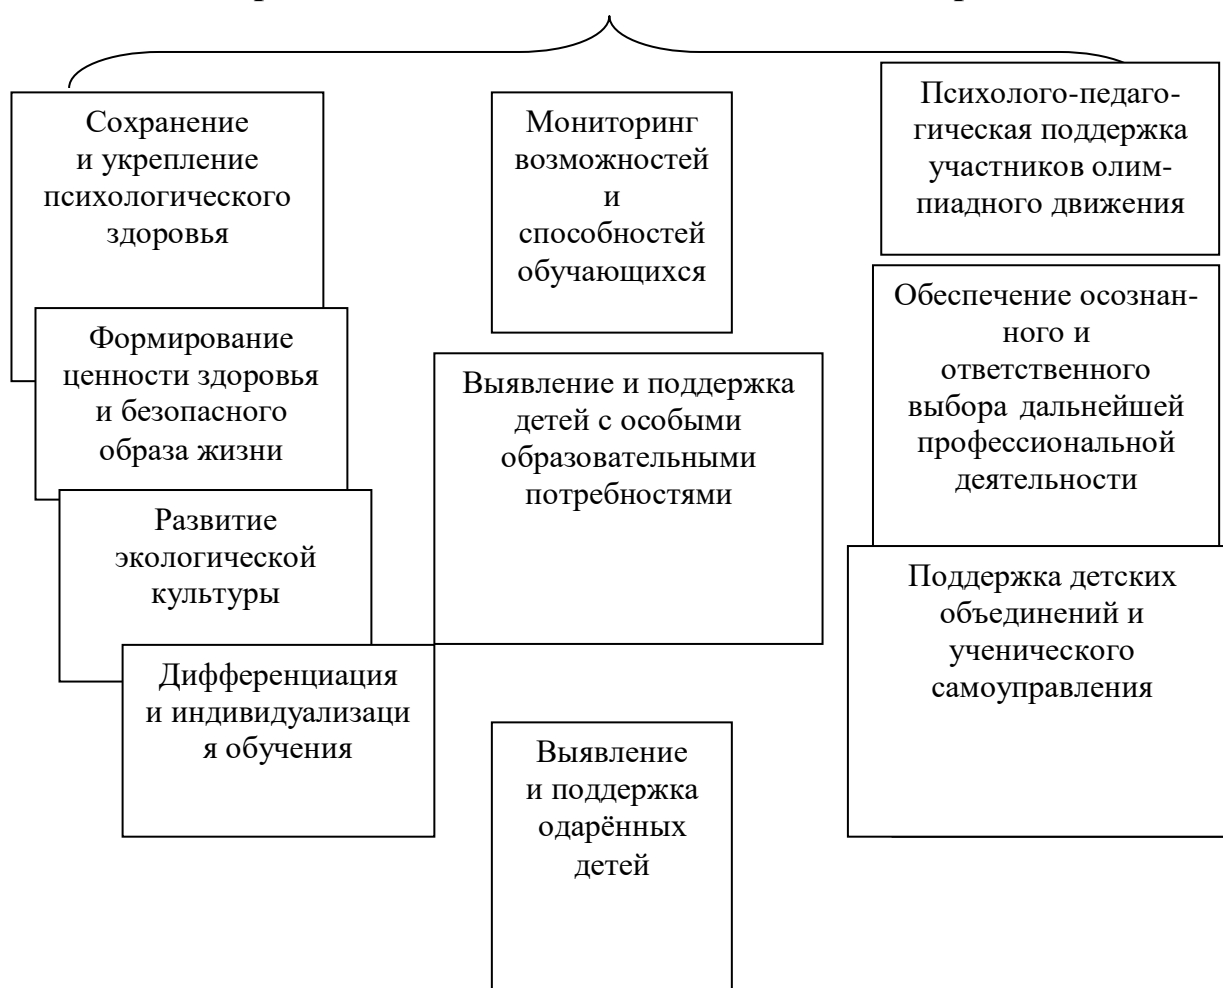 Сохранение
и укрепление
психологического
здоровья
Формирование
ценности здоровья
и безопасного
образа жизни
Развитие
экологической
культуры
Дифференциация
и индивидуализаци
я обучения
Мониторинг
возможностей
и
способностей
обучающихся
Выявление и поддержка
детей с особыми
образовательными
потребностями
Выявление
и поддержка
одарённых
детей
Психолого-педаго-
гическая поддержка
участников олим-
пиадного движения
Обеспечение осознан-
ного и
ответственного
выбора дальнейшей
профессиональной
деятельности
Поддержка детских
объединений и
ученического
самоуправления